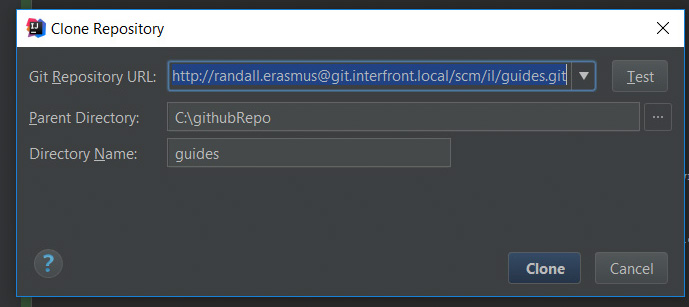 Clone Repository
Git Repository URL: http://randall.erasmus@git.interfront.local/scm/il/guides.git Test
Parent Directory: C:\githubRepo ...
Directory Name: guides
? Clone Cancel